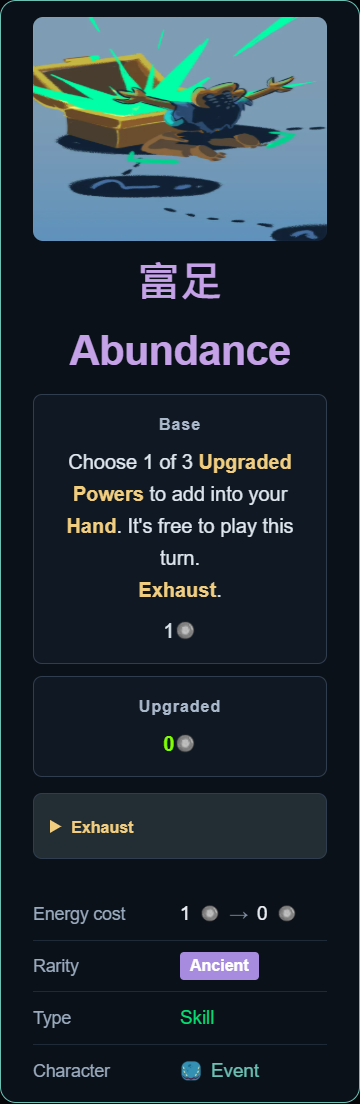 富足
Abundance
Base
Choose 1 of 3 Upgraded
Powers to add into your
Hand. It's free to play this
turn.
Exhaust.
1
Upgraded
0
Exhaust
Energy cost 1 → 0
Rarity Ancient
Type Skill
Character Event